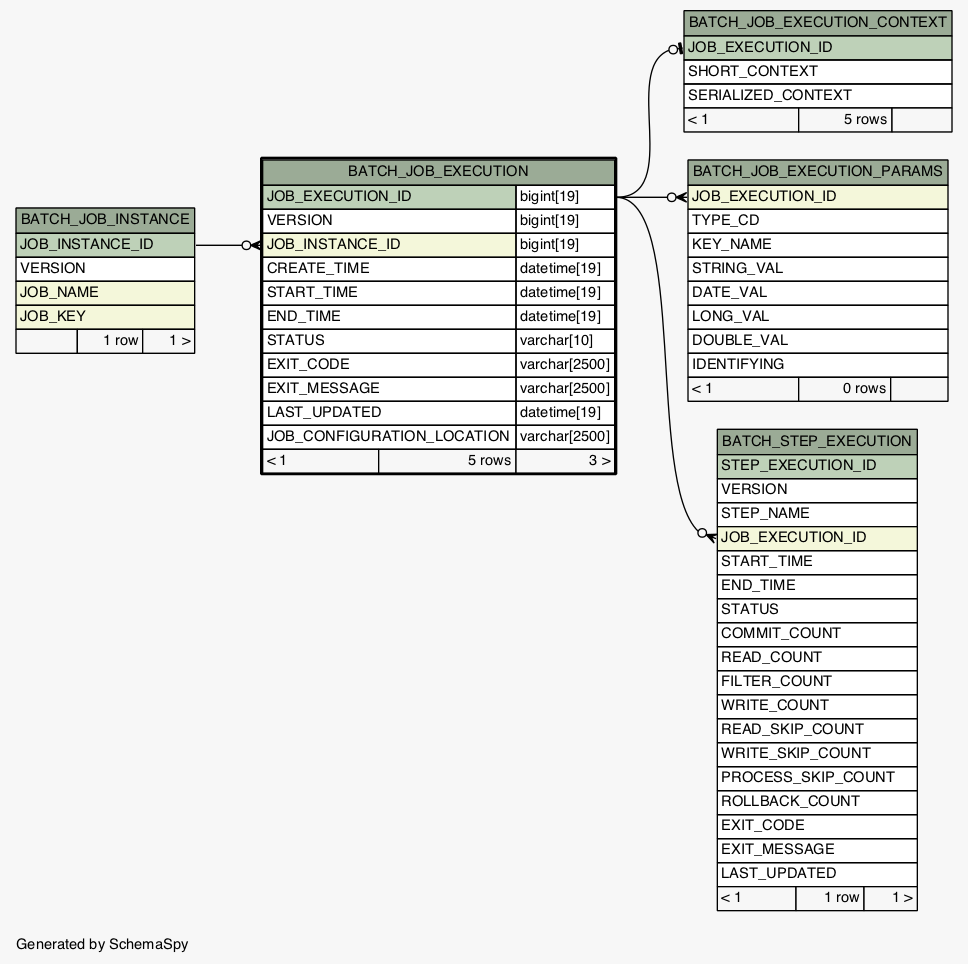 BATCH_JOB_EXECUTION_CONTEXT
JOB_EXECUTION_ID
SHORT_CONTEXT
SERIALIZED_CONTEXT
< 1 5 rows
BATCH_JOB_INSTANCE
JOB_INSTANCE_ID
VERSION
JOB_NAME
JOB_KEY
1 row 1 >
BATCH_JOB_EXECUTION
JOB_EXECUTION_ID bigint[19]
VERSION bigint[19]
JOB_INSTANCE_ID bigint[19]
CREATE_TIME datetime[19]
START_TIME datetime[19]
END_TIME datetime[19]
STATUS varchar[10]
EXIT_CODE varchar[2500]
EXIT_MESSAGE varchar[2500]
LAST_UPDATED datetime[19]
JOB_CONFIGURATION_LOCATION varchar[2500]
< 1 5 rows 3 >
BATCH_JOB_EXECUTION_PARAMS
JOB_EXECUTION_ID
TYPE_CD
KEY_NAME
STRING_VAL
DATE_VAL
LONG_VAL
DOUBLE_VAL
IDENTIFYING
< 1 0 rows
BATCH_STEP_EXECUTION
STEP_EXECUTION_ID
VERSION
STEP_NAME
JOB_EXECUTION_ID
START_TIME
END_TIME
STATUS
COMMIT_COUNT
READ_COUNT
FILTER_COUNT
WRITE_COUNT
READ_SKIP_COUNT
WRITE_SKIP_COUNT
PROCESS_SKIP_COUNT
ROLLBACK_COUNT
EXIT_CODE
EXIT_MESSAGE
LAST_UPDATED
< 1 1 row 1 >
Generated by SchemaSpy